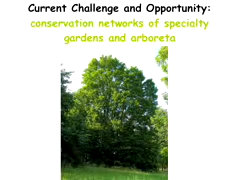 Current Challenge and Opportunity:
conservation networks of specialty
gardens and arboreta